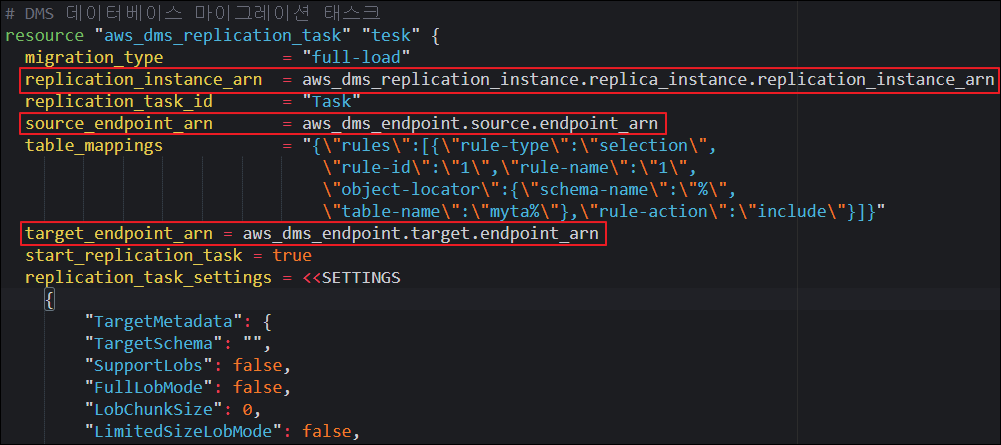 # DMS 데이터베이스 마이그레이션 태스크
resource "aws_dms_replication_task" "tesk" {
migration_type = "full-load"
replication_instance_arn = aws_dms_replication_instance.replica_instance.replication_instance_arn
replication_task_id = "Task"
source_endpoint_arn = aws_dms_endpoint.source.endpoint_arn
table_mappings = "{\"rules\":[{\"rule-type\":\"selection\",
\"rule-id\":\"1\",\"rule-name\":\"1\",
\"object-locator\":{\"schema-name\":\"%\",
\"table-name\":\"myta%\"},\"rule-action\":\"include\"}]}"
target_endpoint_arn = aws_dms_endpoint.target.endpoint_arn
start_replication_task = true
replication_task_settings = <<SETTINGS
{
"TargetMetadata": {
"TargetSchema": "",
"SupportLobs": false,
"FullLobMode": false,
"LobChunkSize": 0,
"LimitedSizeLobMode": false,